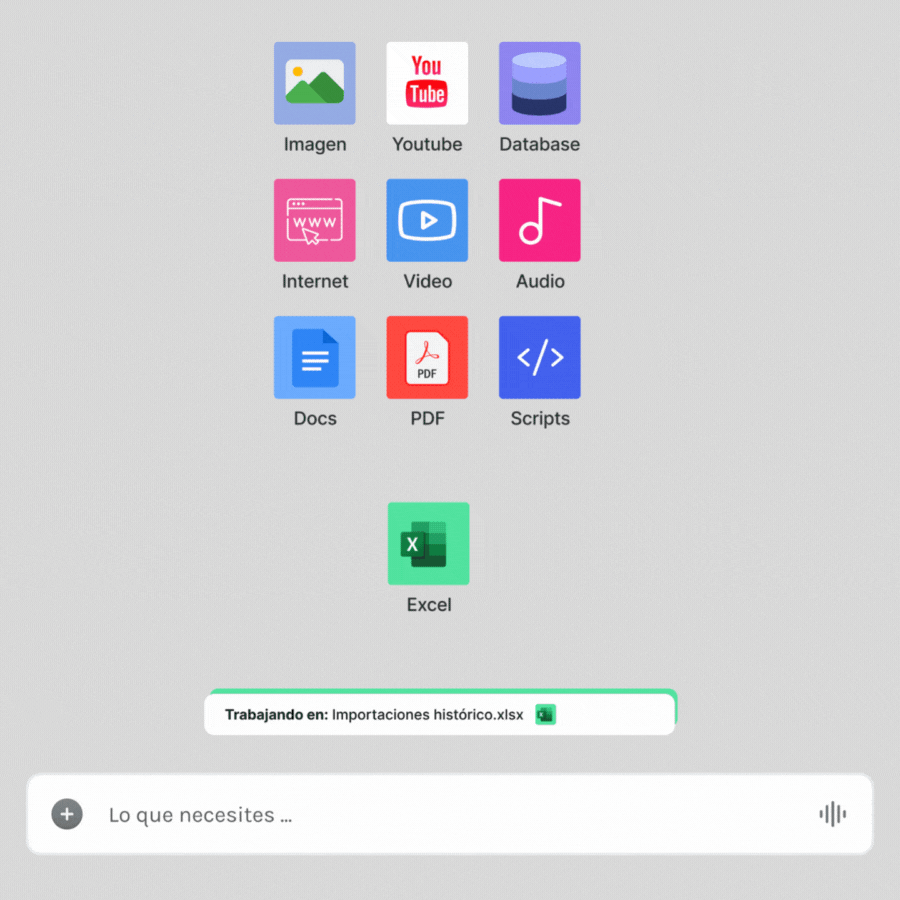 You
Tube
Imagen
Youtube
Database
WWW
Internet
Video
Audio
Docs
PDF
PDF
</>
Scripts
X
Excel
Trabajando en: Importaciones histórico.xlsx
Lo que necesites ...